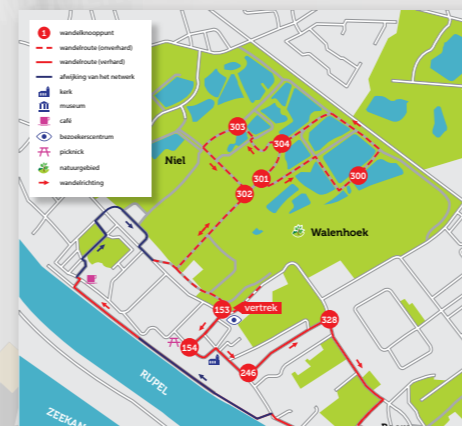 1 wandelknooppunt
wandelroute (onverhard)
wandelroute (verhard)
afwijking van het netwerk
kerk
museum
café
bezoekerscentrum
picknick
natuurgebied
wandelrichting
303
304
Niel
301
300
302
Walenhoek
153 vertrek
328
154
246
RUPEL